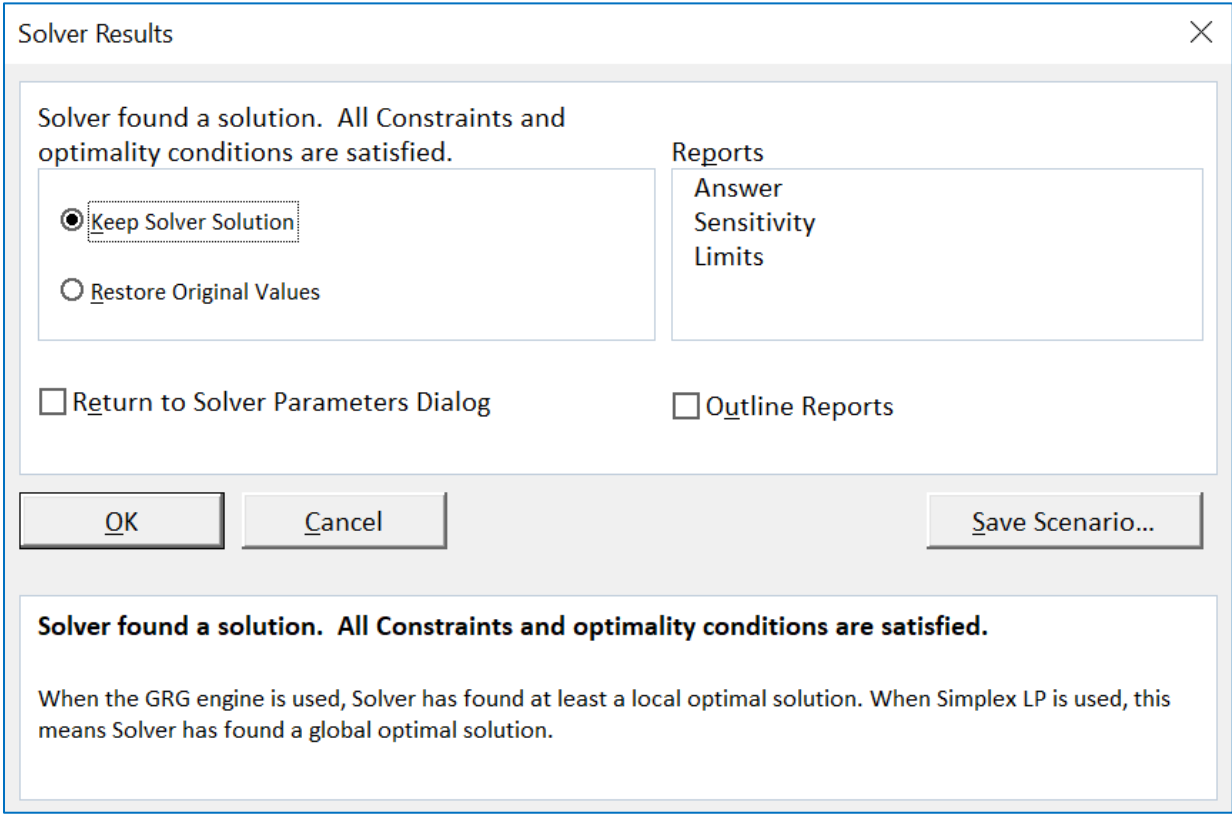 Solver Results
Solver found a solution.  All Constraints and
optimality conditions are satisfied.
Keep Solver Solution
Restore Original Values
Reports
Answer
Sensitivity
Limits
Return to Solver Parameters Dialog
Outline Reports
OK
Cancel
Save Scenario...
Solver found a solution.  All Constraints and optimality conditions are satisfied.
When the GRG engine is used, Solver has found at least a local optimal solution. When Simplex LP is used, this
means Solver has found a global optimal solution.